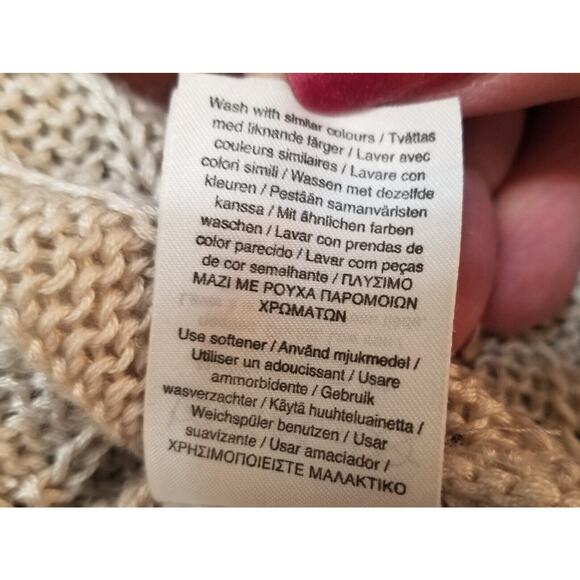 Wash with similar colours / Tvättas
med liknande färger / Laver avec
couleurs similaires / Lavare con
colori simili / Wassen met dezelfde
kleuren / Pestään samanväristen
kanssa / Mit ähnlichen farben
waschen / Lavar con prendas de
color parecido / Lavar com peças
de cor semelhante / ΠΛΥΣΙΜΟ
ΜΑΖΙ ΜΕ ΡΟΥΧΑ ΠΑΡΟΜΟΙΩΝ
ΧΡΩΜΑΤΩΝ
Use softener / Använd mjukmedel /
Utiliser un adoucissant / Usare
ammorbidente / Gebruik
wasverzachter / Käytä huuhteluainetta /
Weichspüler benutzen / Usar
suavizante / Usar amaciador /
ΧΡΗΣΙΜΟΠΟΙΕΙΣΤΕ ΜΑΛΑΚΤΙΚΟ